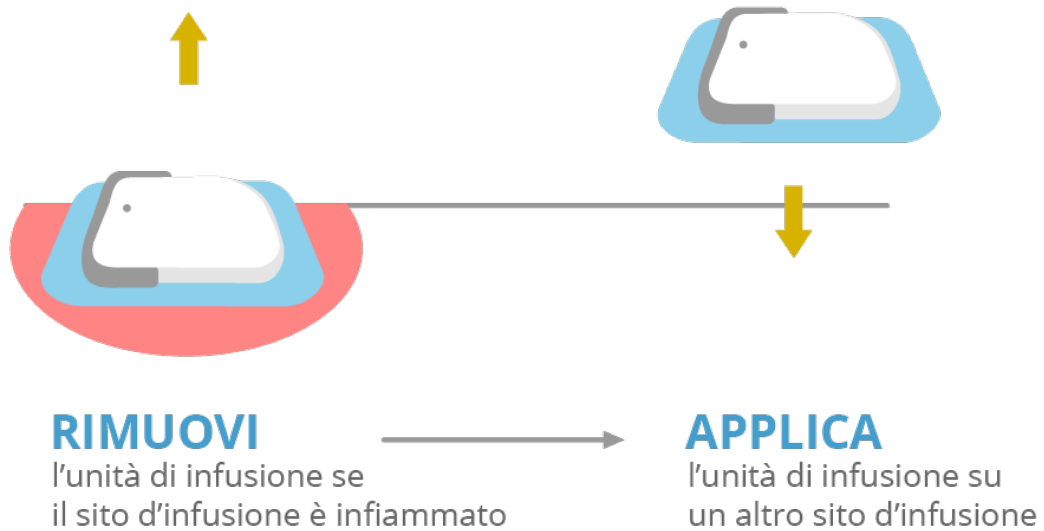 RIMUOVI
l'unità di infusione se
il sito d'infusione è infiammato
APPLICA
l'unità di infusione su
un altro sito d'infusione